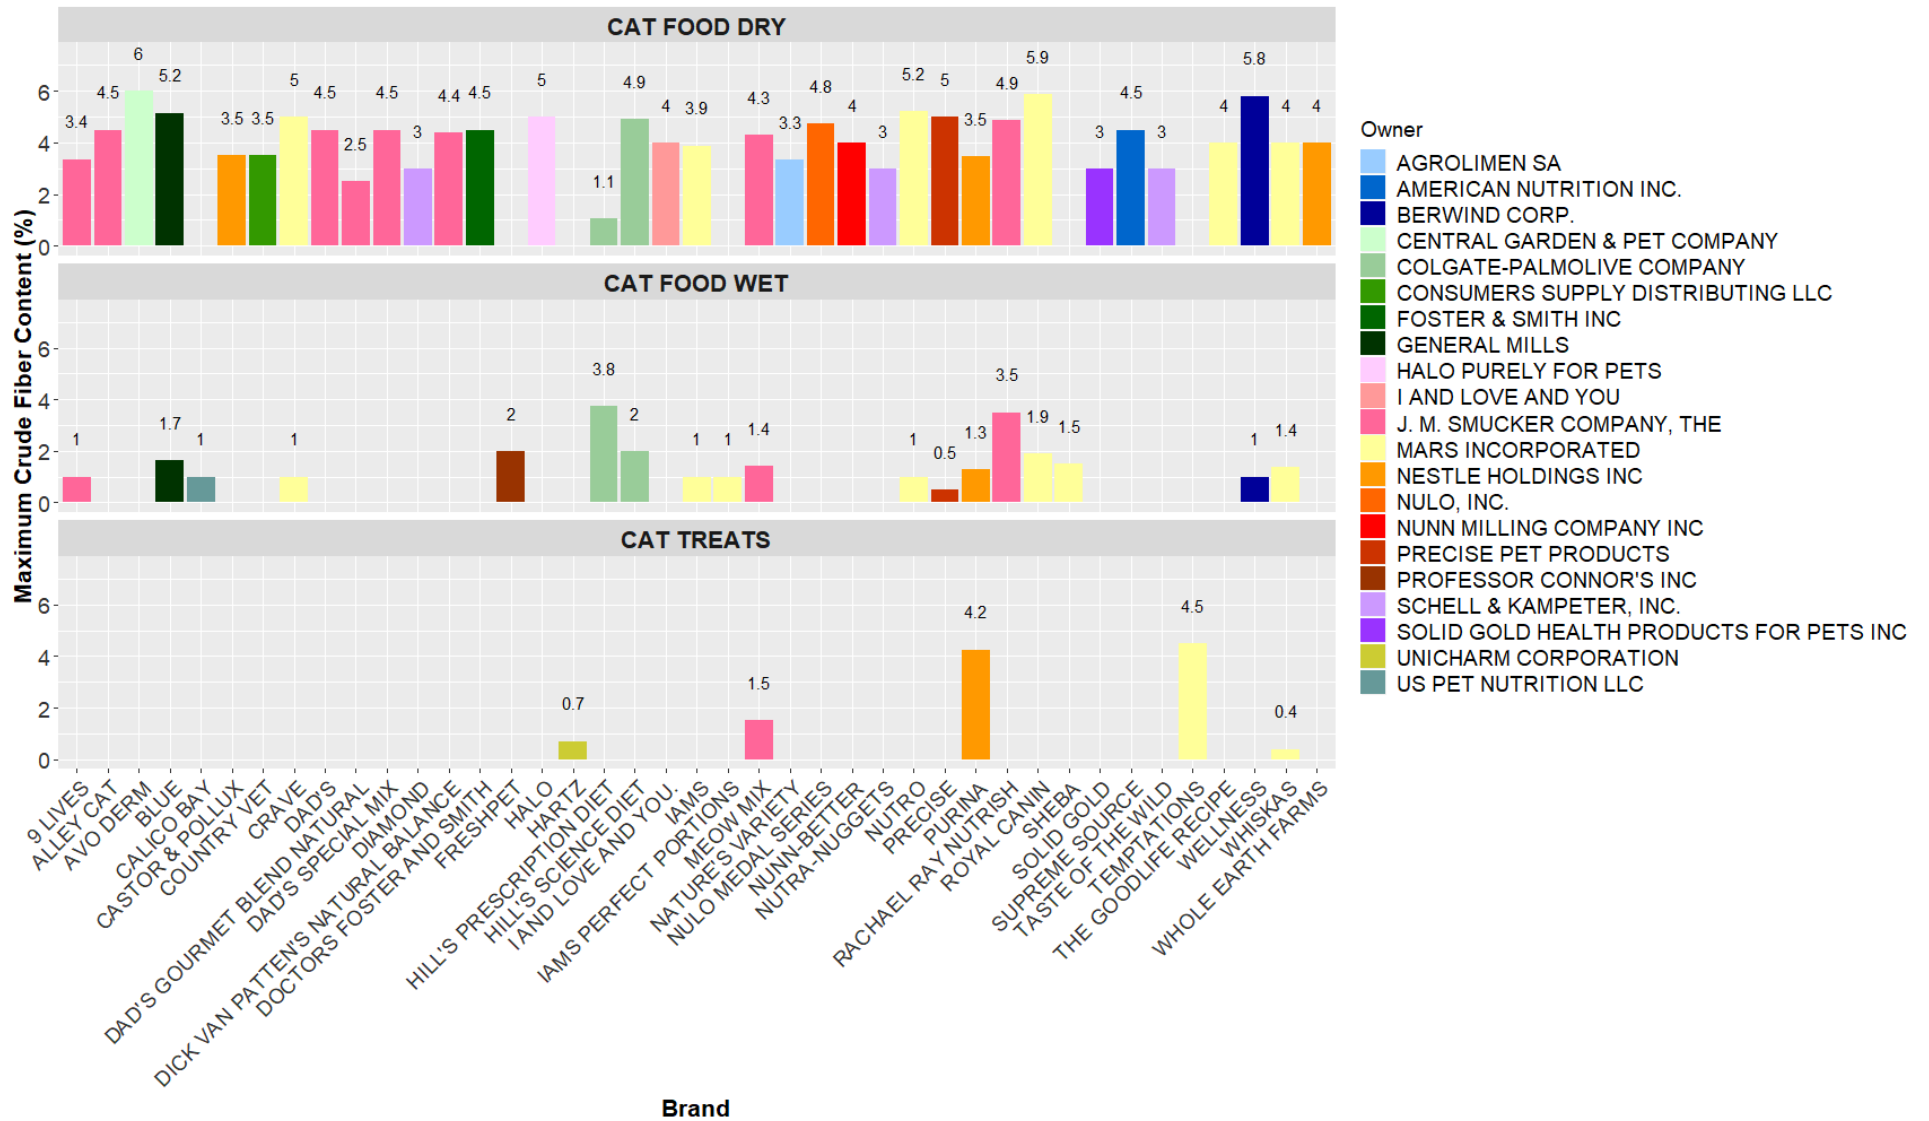 CAT FOOD DRY
6
5.9
5.8
5.2
5.2
5
5
5
4.9
4.9
4.8
4.5
4.5
4.5
4.4
4.5
4.5
4.3
4
3.9
4
4
4
4
3.4
3.5
3.5
3.3
3.5
3
3
3
3
2.5
1.1
6
4
2
0
CAT FOOD WET
3.8
3.5
2
2
1.9
1.7
1.5
1.4
1.4
1.3
1
1
1
1
1
1
1
0.5
6
4
2
0
CAT TREATS
4.5
4.2
1.5
0.7
0.4
6
4
2
0
Maximum Crude Fiber Content (%)
9 LIVES
ALLEY CAT
AVO DERM
BLUE
CALICO BAY
CASTOR & POLLUX
COUNTRY VET
CRAVE
DAD'S
DAD'S GOURMET BLEND NATURAL
DAD'S SPECIAL MIX
DIAMOND
DICK VAN PATTEN'S NATURAL BALANCE
DOCTORS FOSTER AND SMITH
FRESHPET
HALO
HARTZ
HILL'S PRESCRIPTION DIET
HILL'S SCIENCE DIET
I AND LOVE AND YOU.
IAMS
IAMS PERFECT PORTIONS
MEOW MIX
NATURE'S VARIETY
NULO MEDAL SERIES
NUNN-BETTER
NUTRA-NUGGETS
NUTRO
PRECISE
PURINA
RACHAEL RAY NUTRISH
ROYAL CANIN
SHEBA
SOLID GOLD
SUPREME SOURCE
TASTE OF THE WILD
TEMPTATIONS
THE GOODLIFE RECIPE
WELLNESS
WHISKAS
WHOLE EARTH FARMS
Brand
Owner
AGROLIMEN SA
AMERICAN NUTRITION INC.
BERWIND CORP.
CENTRAL GARDEN & PET COMPANY
COLGATE-PALMOLIVE COMPANY
CONSUMERS SUPPLY DISTRIBUTING LLC
FOSTER & SMITH INC
GENERAL MILLS
HALO PURELY FOR PETS
I AND LOVE AND YOU
J. M. SMUCKER COMPANY, THE
MARS INCORPORATED
NESTLE HOLDINGS INC
NULO, INC.
NUNN MILLING COMPANY INC
PRECISE PET PRODUCTS
PROFESSOR CONNOR'S INC
SCHELL & KAMPETER, INC.
SOLID GOLD HEALTH PRODUCTS FOR PETS INC
UNICHARM CORPORATION
US PET NUTRITION LLC